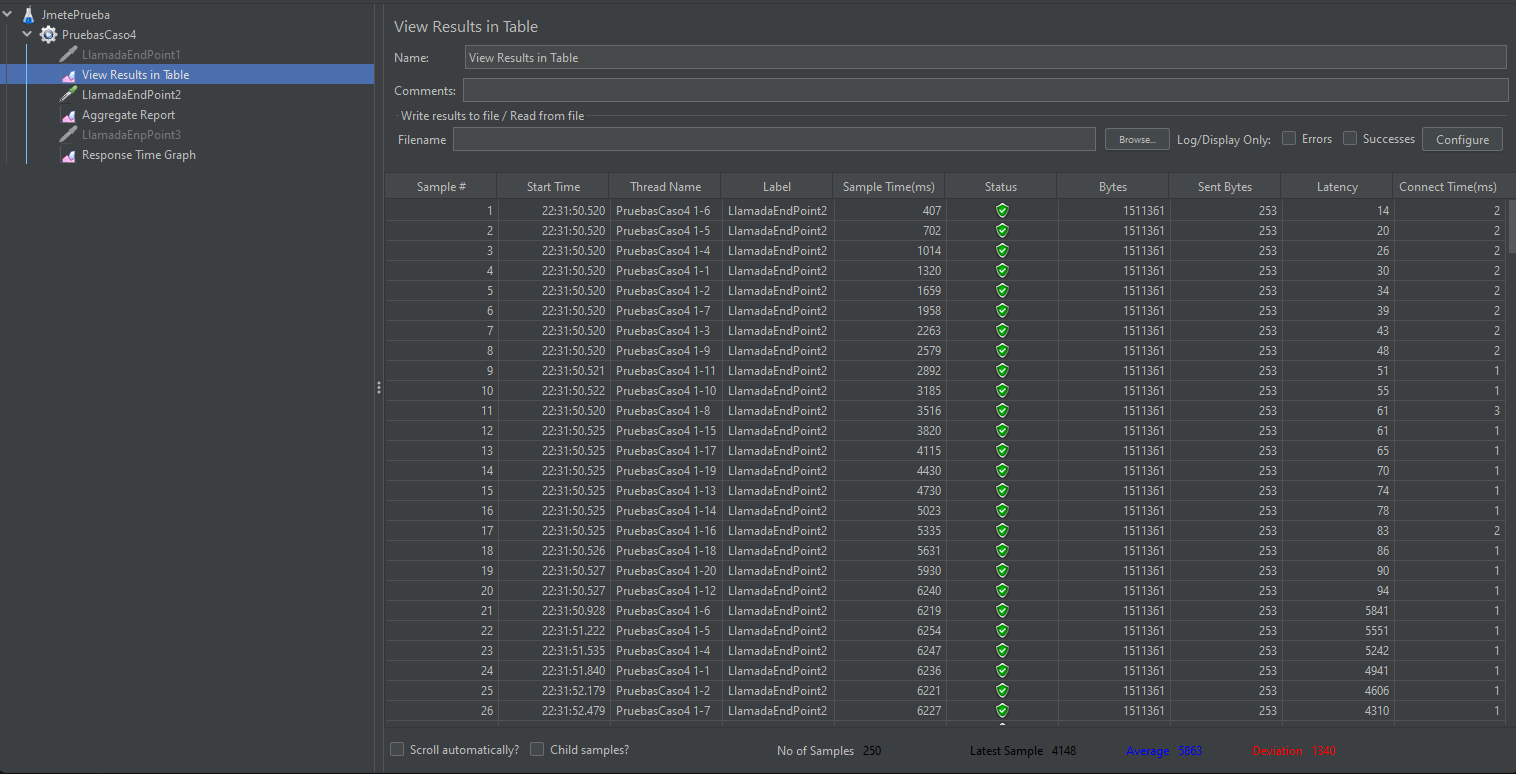 JmetePrueba
PruebasCaso4
LlamadaEndPoint1
View Results in Table
LlamadaEndPoint2
Aggregate Report
LlamadaEnpPoint3
Response Time Graph
View Results in Table
Name: View Results in Table
Comments:
Write results to file / Read from file
Filename Browse... Log/Display Only: Errors Successes Configure
Sample # Start Time Thread Name Label Sample Time(ms) Status Bytes Sent Bytes Latency Connect Time(ms)
1 22:31:50.520 PruebasCaso4 1-6 LlamadaEndPoint2 407 1511361 253 14 2
2 22:31:50.520 PruebasCaso4 1-5 LlamadaEndPoint2 702 1511361 253 20 2
3 22:31:50.520 PruebasCaso4 1-4 LlamadaEndPoint2 1014 1511361 253 26 2
4 22:31:50.520 PruebasCaso4 1-1 LlamadaEndPoint2 1320 1511361 253 30 2
5 22:31:50.520 PruebasCaso4 1-2 LlamadaEndPoint2 1659 1511361 253 34 2
6 22:31:50.520 PruebasCaso4 1-7 LlamadaEndPoint2 1958 1511361 253 39 2
7 22:31:50.520 PruebasCaso4 1-3 LlamadaEndPoint2 2263 1511361 253 43 2
8 22:31:50.520 PruebasCaso4 1-9 LlamadaEndPoint2 2579 1511361 253 48 2
9 22:31:50.521 PruebasCaso4 1-11 LlamadaEndPoint2 2892 1511361 253 51 1
10 22:31:50.522 PruebasCaso4 1-10 LlamadaEndPoint2 3185 1511361 253 55 1
11 22:31:50.520 PruebasCaso4 1-8 LlamadaEndPoint2 3516 1511361 253 61 3
12 22:31:50.525 PruebasCaso4 1-15 LlamadaEndPoint2 3820 1511361 253 61 1
13 22:31:50.525 PruebasCaso4 1-17 LlamadaEndPoint2 4115 1511361 253 65 1
14 22:31:50.525 PruebasCaso4 1-19 LlamadaEndPoint2 4430 1511361 253 70 1
15 22:31:50.525 PruebasCaso4 1-13 LlamadaEndPoint2 4730 1511361 253 74 1
16 22:31:50.525 PruebasCaso4 1-14 LlamadaEndPoint2 5023 1511361 253 78 1
17 22:31:50.525 PruebasCaso4 1-16 LlamadaEndPoint2 5335 1511361 253 83 2
18 22:31:50.526 PruebasCaso4 1-18 LlamadaEndPoint2 5631 1511361 253 86 1
19 22:31:50.527 PruebasCaso4 1-20 LlamadaEndPoint2 5930 1511361 253 90 1
20 22:31:50.527 PruebasCaso4 1-12 LlamadaEndPoint2 6240 1511361 253 94 1
21 22:31:50.928 PruebasCaso4 1-6 LlamadaEndPoint2 6219 1511361 253 5841 1
22 22:31:51.222 PruebasCaso4 1-5 LlamadaEndPoint2 6254 1511361 253 5551 1
23 22:31:51.535 PruebasCaso4 1-4 LlamadaEndPoint2 6247 1511361 253 5242 1
24 22:31:51.840 PruebasCaso4 1-1 LlamadaEndPoint2 6236 1511361 253 4941 1
25 22:31:52.179 PruebasCaso4 1-2 LlamadaEndPoint2 6221 1511361 253 4606 1
26 22:31:52.479 PruebasCaso4 1-7 LlamadaEndPoint2 6227 1511361 253 4310 1
Scroll automatically? Child samples? No of Samples 250 Latest Sample 4148 Average 5863 Deviation 1340